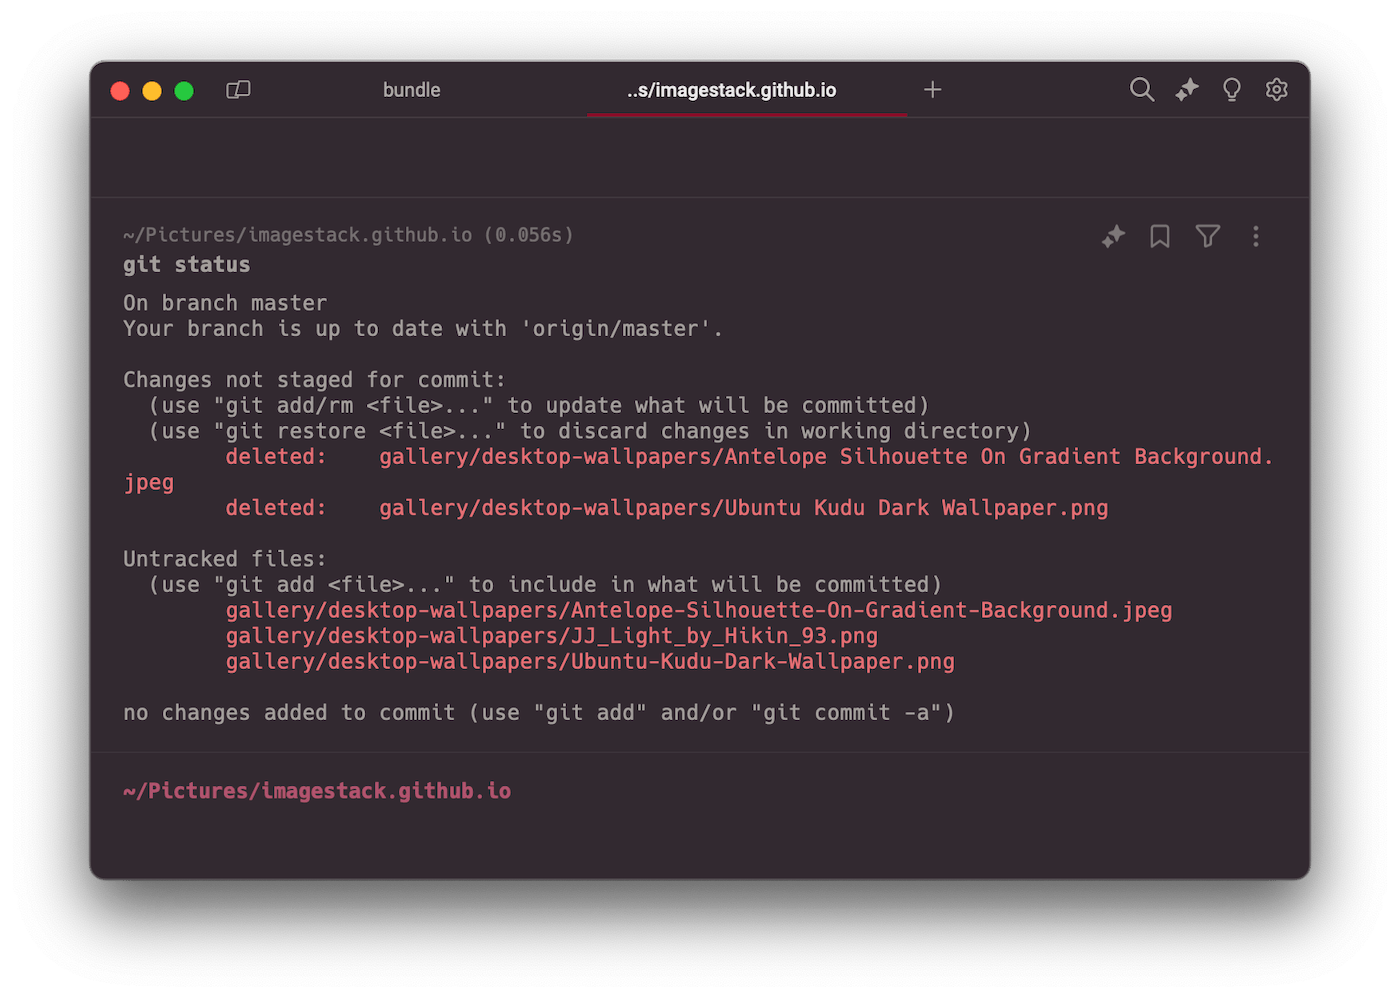 bundle
..s/imagestack.github.io
~/Pictures/imagestack.github.io (0.056s)
git status
On branch master
Your branch is up to date with 'origin/master'.
Changes not staged for commit:
(use "git add/rm <file>..." to update what will be committed)
(use "git restore <file>..." to discard changes in working directory)
deleted: gallery/desktop-wallpapers/Antelope Silhouette On Gradient Background.
jpeg
deleted: gallery/desktop-wallpapers/Ubuntu Kudu Dark Wallpaper.png
Untracked files:
(use "git add <file>..." to include in what will be committed)
gallery/desktop-wallpapers/Antelope-Silhouette-On-Gradient-Background.jpeg
gallery/desktop-wallpapers/JJ_Light_by_Hikin_93.png
gallery/desktop-wallpapers/Ubuntu-Kudu-Dark-Wallpaper.png
no changes added to commit (use "git add" and/or "git commit -a")
~/Pictures/imagestack.github.io